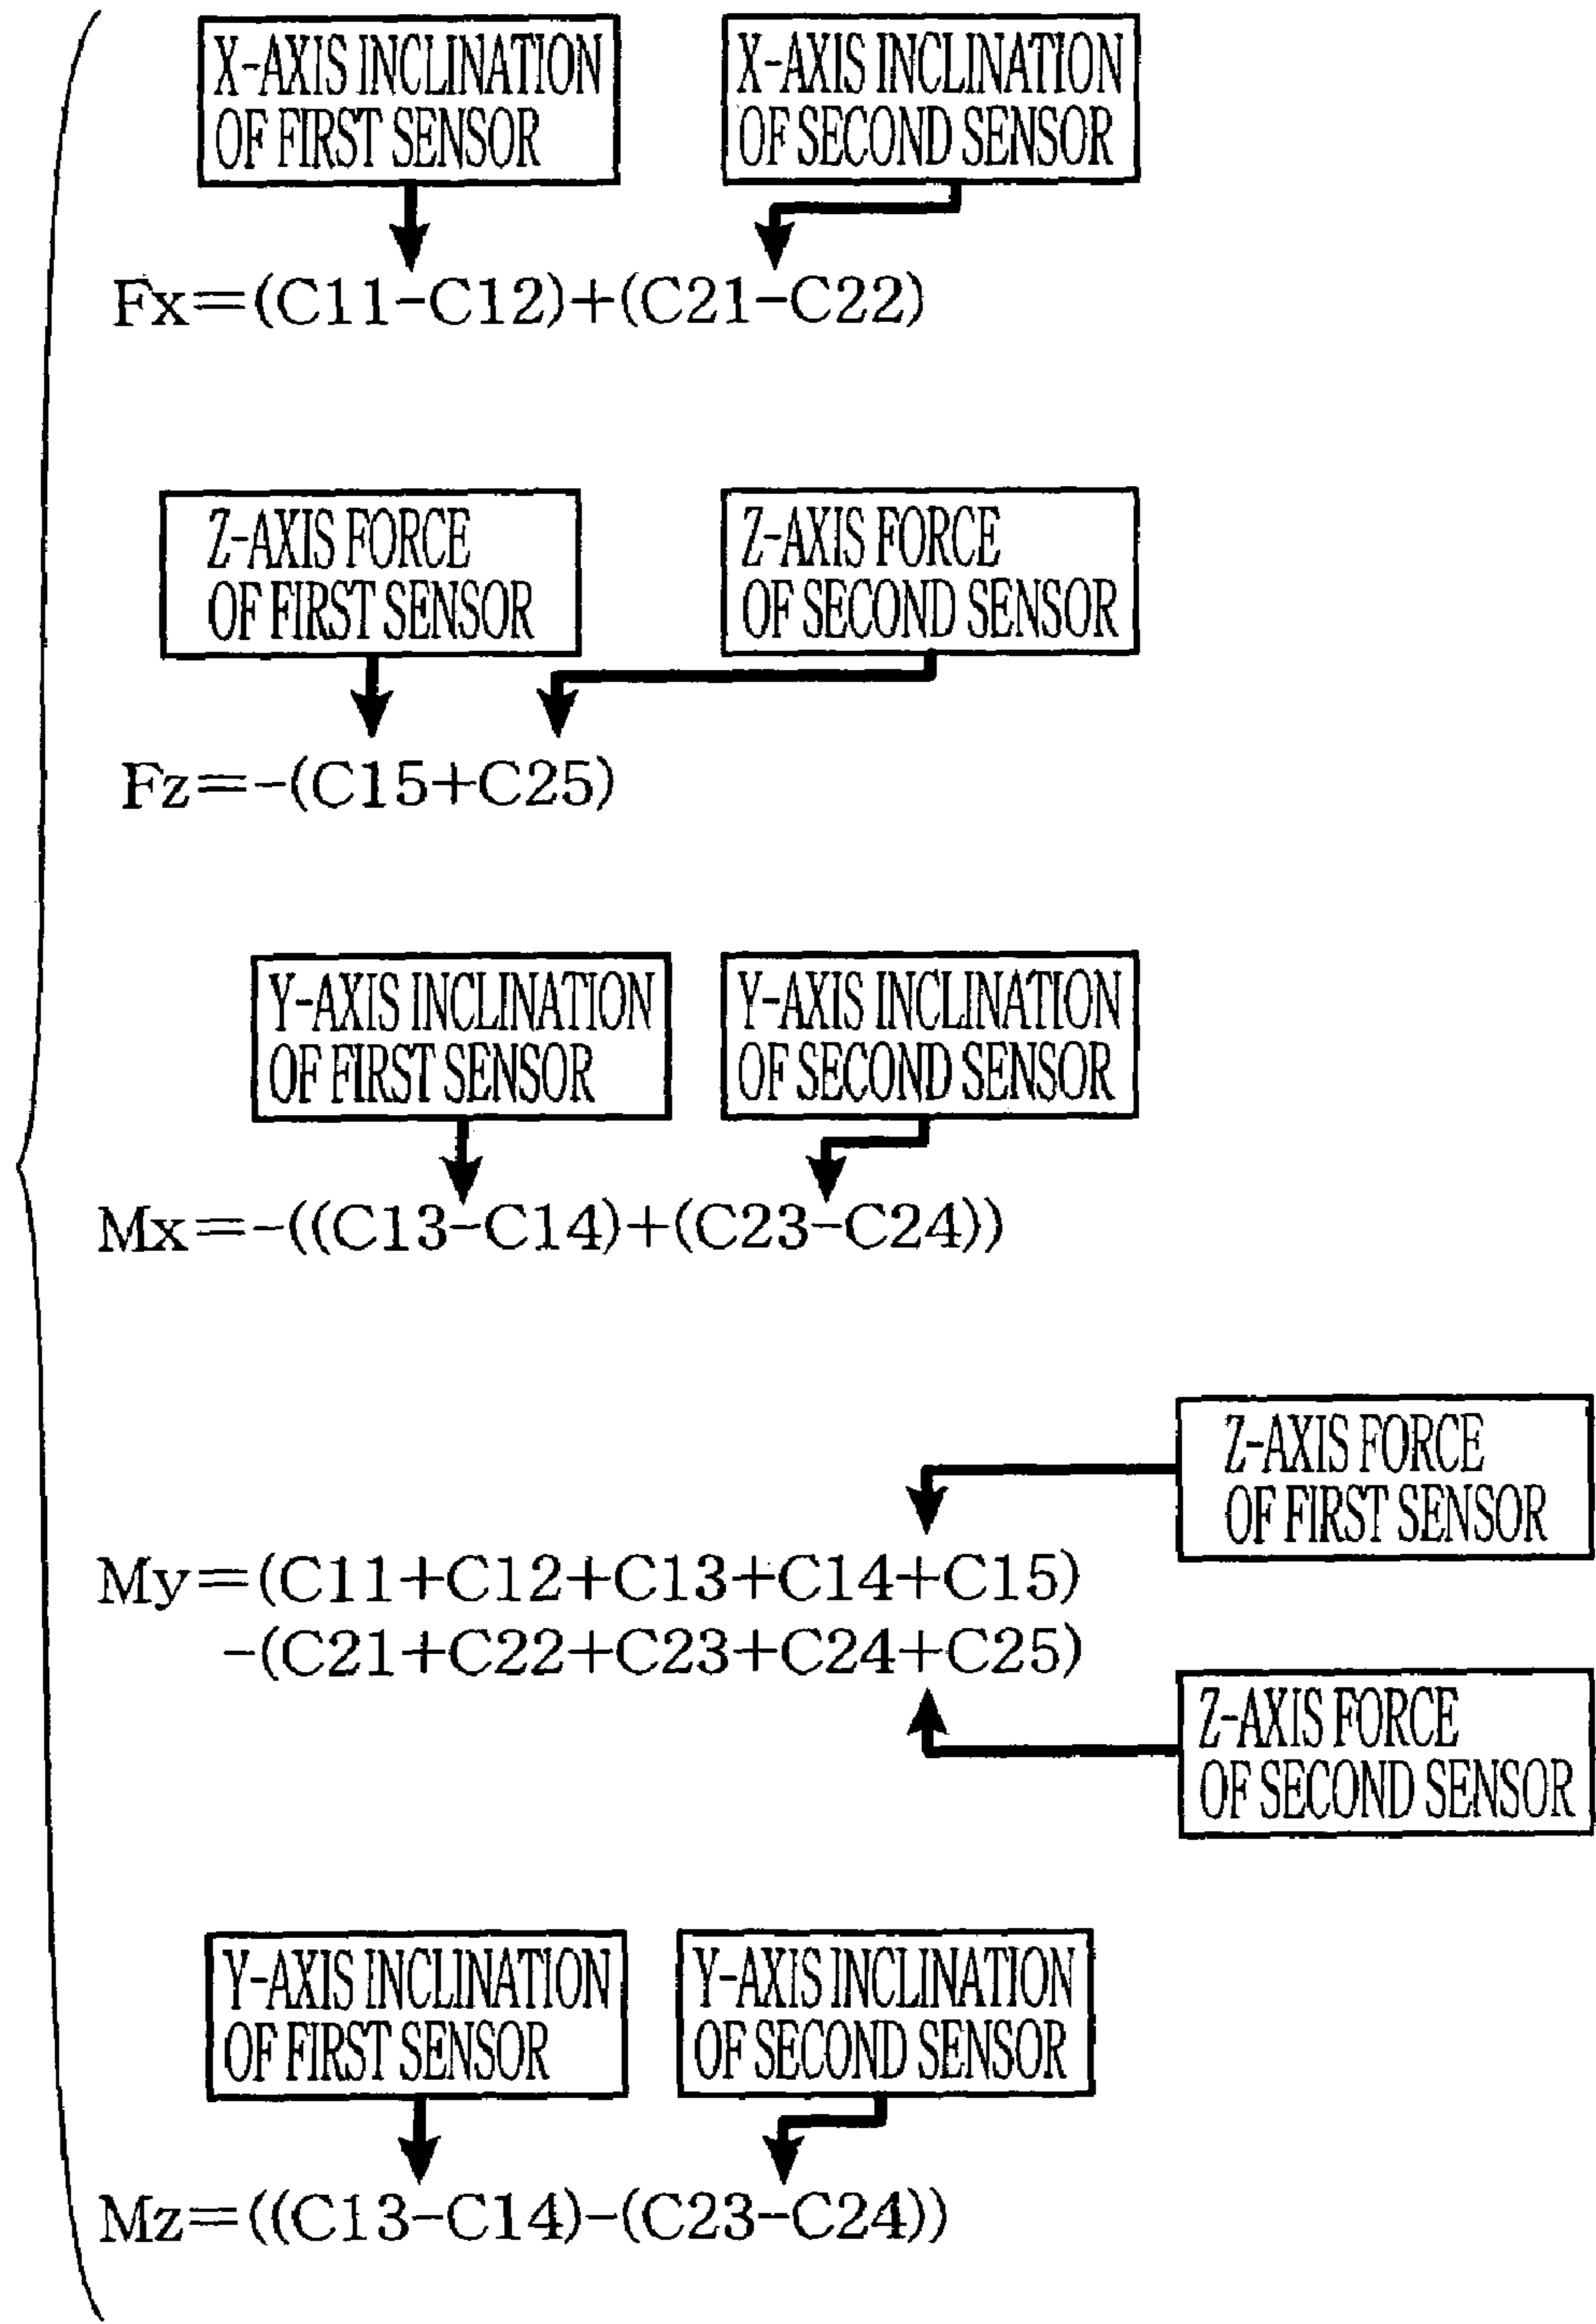 X-AXIS INCLINATION
OF FIRST SENSOR
X-AXIS INCLINATION
OF SECOND SENSOR
Fx=(C11-C12)+(C21-C22)
Z-AXIS FORCE
OF FIRST SENSOR
Z-AXIS FORCE
OF SECOND SENSOR
Fz=-(C15+C25)
Y-AXIS INCLINATION
OF FIRST SENSOR
Y-AXIS INCLINATION
OF SECOND SENSOR
Mx=-((C13-C14)+(C23-C24))
Z-AXIS FORCE
OF FIRST SENSOR
My=(C11+C12+C13+C14+C15)
-(C21+C22+C23+C24+C25)
Z-AXIS FORCE
OF SECOND SENSOR
Y-AXIS INCLINATION
OF FIRST SENSOR
Y-AXIS INCLINATION
OF SECOND SENSOR
Mz=((C13-C14)-(C23-C24))